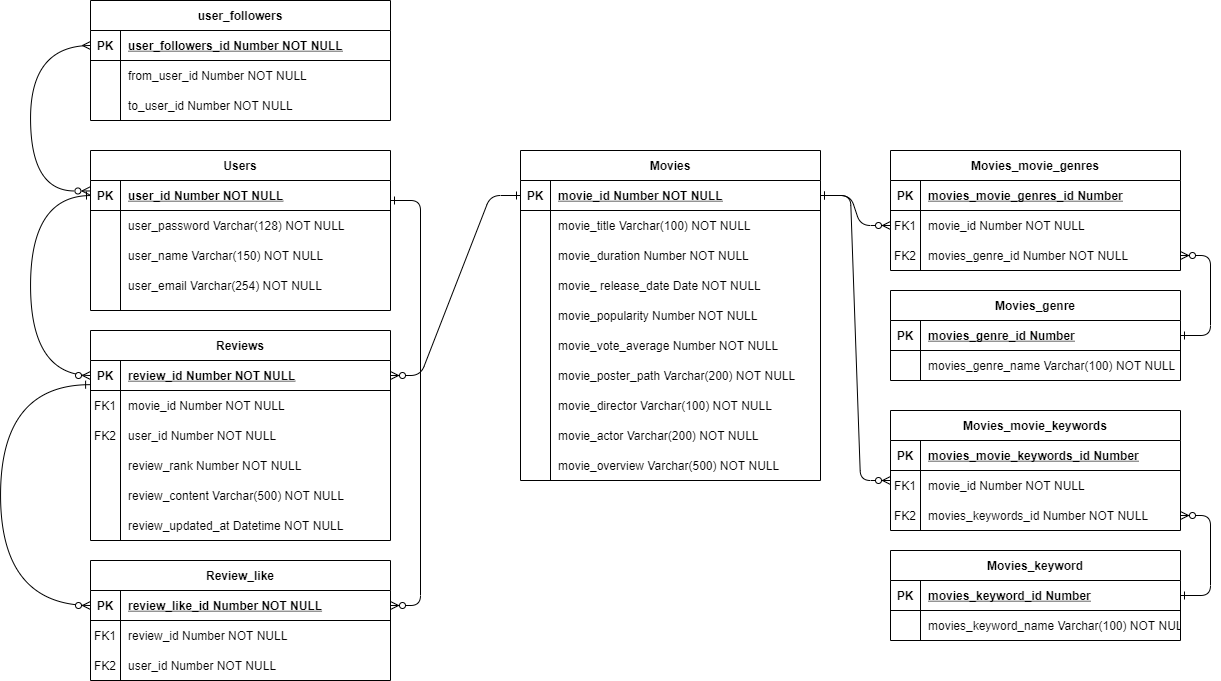 user_followers
PK user_followers_id Number NOT NULL
from_user_id Number NOT NULL
to_user_id Number NOT NULL
Users
PK user_id Number NOT NULL
user_password Varchar(128) NOT NULL
user_name Varchar(150) NOT NULL
user_email Varchar(254) NOT NULL
Reviews
PK review_id Number NOT NULL
FK1 movie_id Number NOT NULL
FK2 user_id Number NOT NULL
review_rank Number NOT NULL
review_content Varchar(500) NOT NULL
review_updated_at Datetime NOT NULL
Review_like
PK review_like_id Number NOT NULL
FK1 review_id Number NOT NULL
FK2 user_id Number NOT NULL
Movies
PK movie_id Number NOT NULL
movie_title Varchar(100) NOT NULL
movie_duration Number NOT NULL
movie_ release_date Date NOT NULL
movie_popularity Number NOT NULL
movie_vote_average Number NOT NULL
movie_poster_path Varchar(200) NOT NULL
movie_director Varchar(100) NOT NULL
movie_actor Varchar(200) NOT NULL
movie_overview Varchar(500) NOT NULL
Movies_movie_genres
PK movies_movie_genres_id Number
FK1 movie_id Number NOT NULL
FK2 movies_genre_id Number NOT NULL
Movies_genre
PK movies_genre_id Number
movies_genre_name Varchar(100) NOT NULL
Movies_movie_keywords
PK movies_movie_keywords_id Number
FK1 movie_id Number NOT NULL
FK2 movies_keywords_id Number NOT NULL
Movies_keyword
PK movies_keyword_id Number
movies_keyword_name Varchar(100) NOT NUL